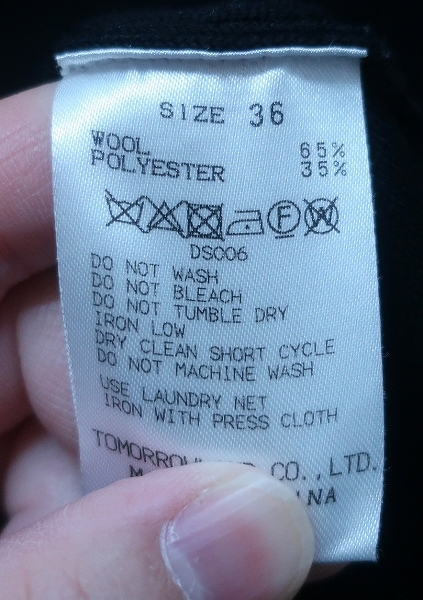 SIZE 36
WOOL 65%
POLYESTER 35%
F W
DS006
DO NOT WASH
DO NOT BLEACH
DO NOT TUMBLE DRY
IRON LOW
DRY CLEAN SHORT CYCLE
DO NOT MACHINE WASH
USE LAUNDRY NET
IRON WITH PRESS CLOTH
CO.,LTD.